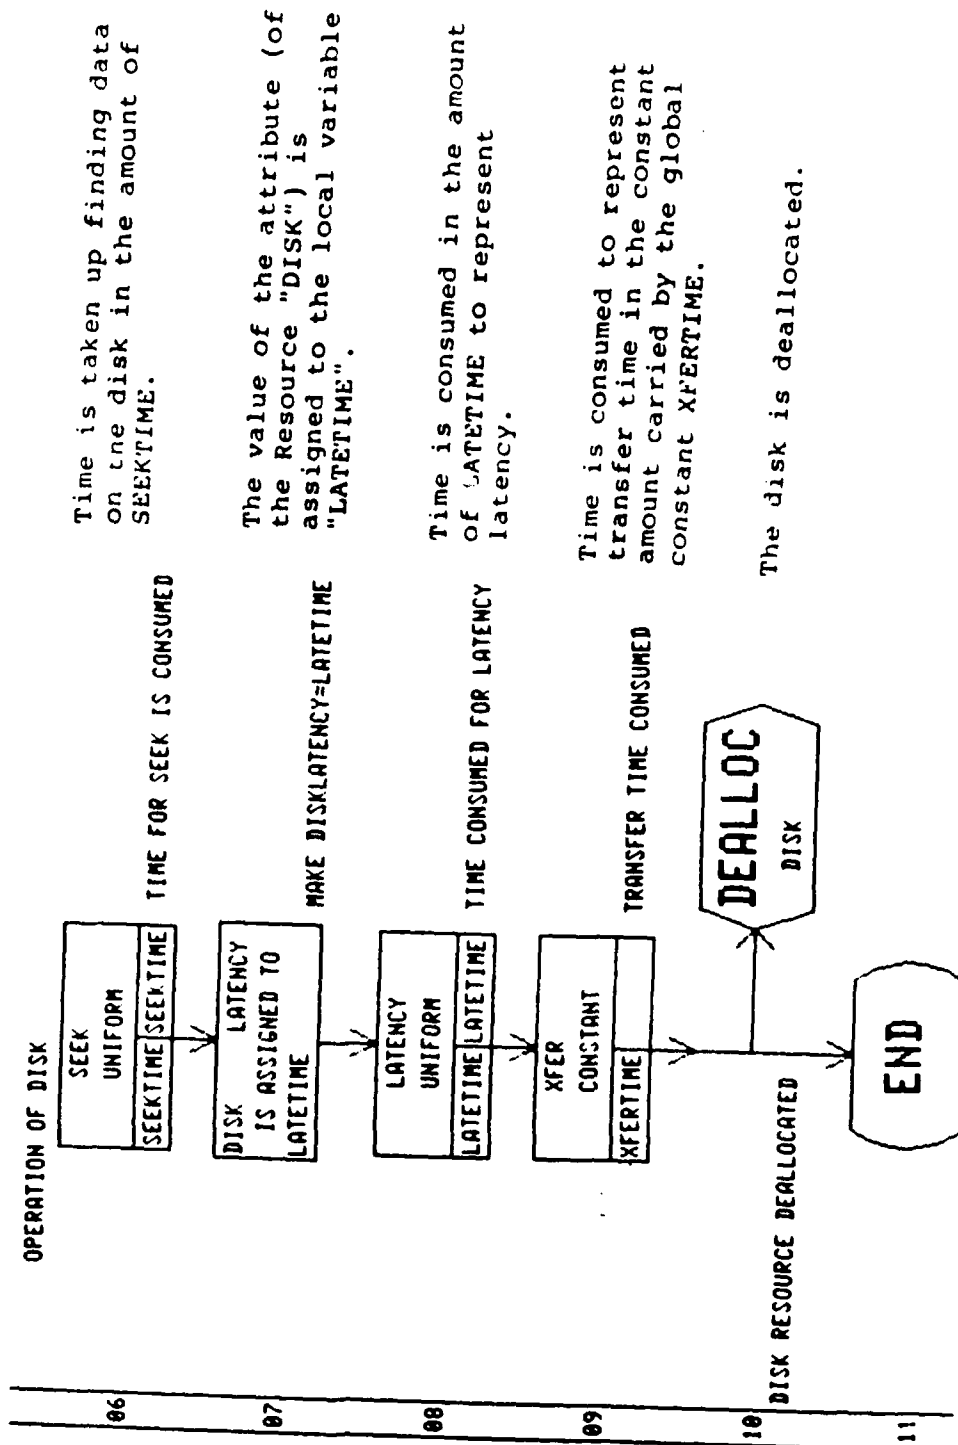 OPERATION OF DISK
06
SEEK
UNIFORM
SEEKTIME SEEKTIME
TIME FOR SEEK IS CONSUMED
Time is taken up finding data
on tne disk in the amount of
SEEKTIME.
07
DISK LATENCY
IS ASSIGNED TO
LATETIME
MAKE DISKLATENCY=LATETIME
The value of the attribute (of
the Resource "DISK") is
assigned to the local variable
"LATETIME".
08
LATENCY
UNIFORM
LATETIME LATETIME
TIME CONSUMED FOR LATENCY
Time is consumed in the amount
of LATETIME to represent
latency.
09
XFER
CONSTANT
XFERTIME
TRANSFER TIME CONSUMED
Time is consumed to represent
transfer time in the constant
amount carried by the global
constant XFERTIME.
10
DISK RESOURCE DEALLOCATED
DEALLOC
DISK
The disk is deallocated.
11
END